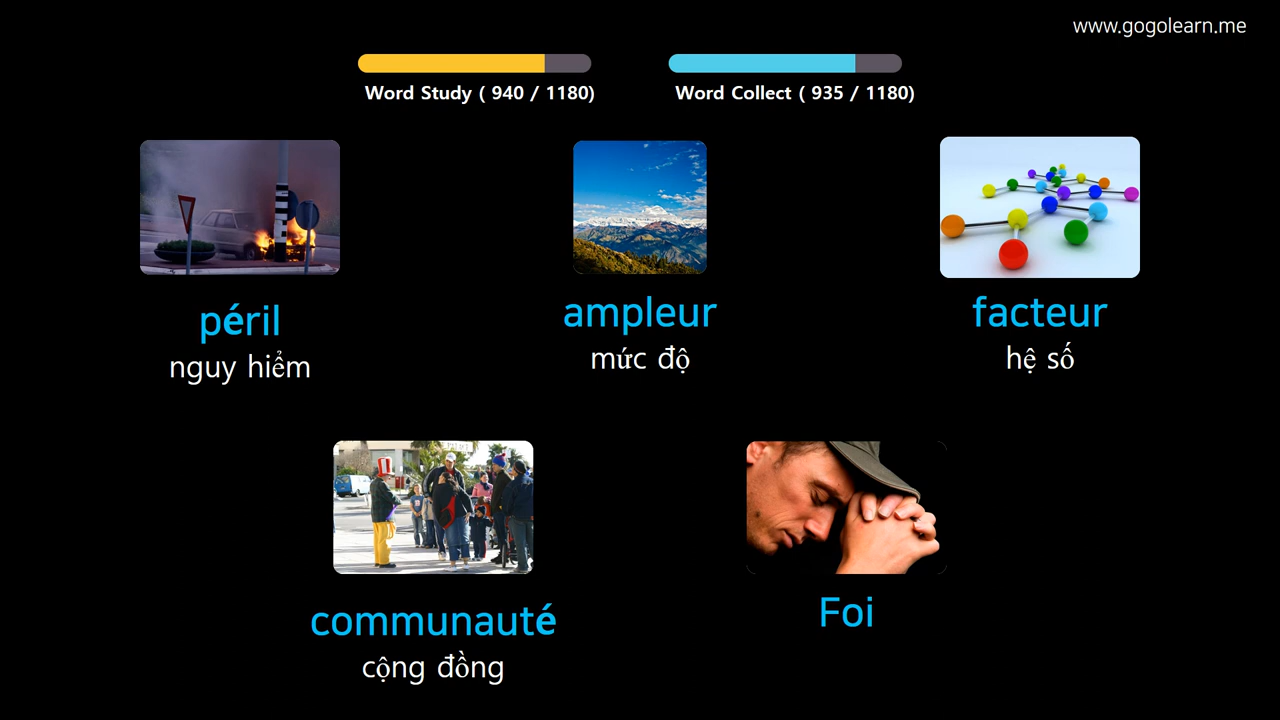 www.gogolearn.me
Word Study ( 940 / 1180)
Word Collect ( 935 / 1180)
péril
nguy hiểm
ampleur
mức độ
facteur
hệ số
communauté
cộng đồng
Foi